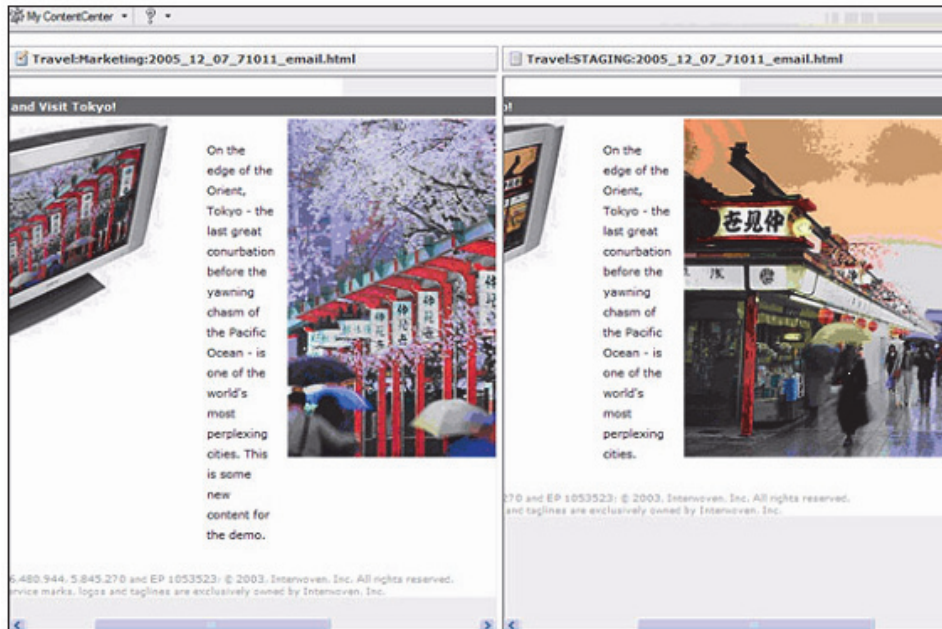 My ContentCenter
?
Travel:Marketing:2005_12_07_71011_email.html
and Visit Tokyo!
On the
edge of the
Orient,
Tokyo - the
last great
conurbation
before the
yawning
chasm of
the Pacific
Ocean - is
one of the
world's
most
perplexing
cities. This
is some
new
content for
the demo.
6,480,944, 5,845,270 and EP 1053523; © 2003, Interwoven, Inc. All rights reserved.
service marks, logos and taglines are exclusively owned by Interwoven, Inc.
Travel:STAGING:2005_12_07_71011_email.html
o!
On the
edge of the
Orient,
Tokyo - the
last great
conurbation
before the
yawning
chasm of
the Pacific
Ocean - is
one of the
world's
most
perplexing
cities.
仲見世
270 and EP 1053523; © 2003, Interwoven, Inc. All rights reserved.
and taglines are exclusively owned by Interwoven, Inc.